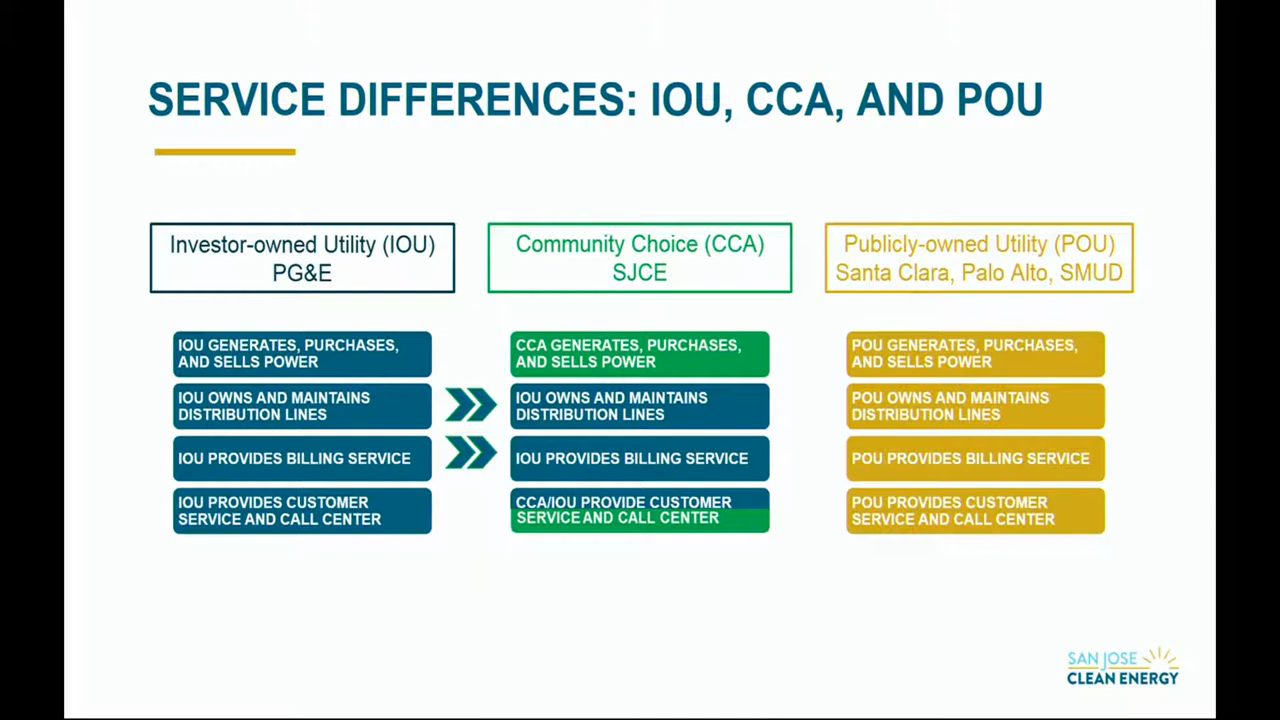 SERVICE DIFFERENCES: IOU, CCA, AND POU
Investor-owned Utility (IOU)
PG&E
IOU GENERATES, PURCHASES,
AND SELLS POWER
IOU OWNS AND MAINTAINS
DISTRIBUTION LINES
IOU PROVIDES BILLING SERVICE
IOU PROVIDES CUSTOMER
SERVICE AND CALL CENTER
Community Choice (CCA)
SJCE
CCA GENERATES, PURCHASES,
AND SELLS POWER
IOU OWNS AND MAINTAINS
DISTRIBUTION LINES
IOU PROVIDES BILLING SERVICE
CCA/IOU PROVIDE CUSTOMER
SERVICE AND CALL CENTER
Publicly-owned Utility (POU)
Santa Clara, Palo Alto, SMUD
POU GENERATES, PURCHASES,
AND SELLS POWER
POU OWNS AND MAINTAINS
DISTRIBUTION LINES
POU PROVIDES BILLING SERVICE
POU PROVIDES CUSTOMER
SERVICE AND CALL CENTER
SAN JOSE
CLEAN ENERGY